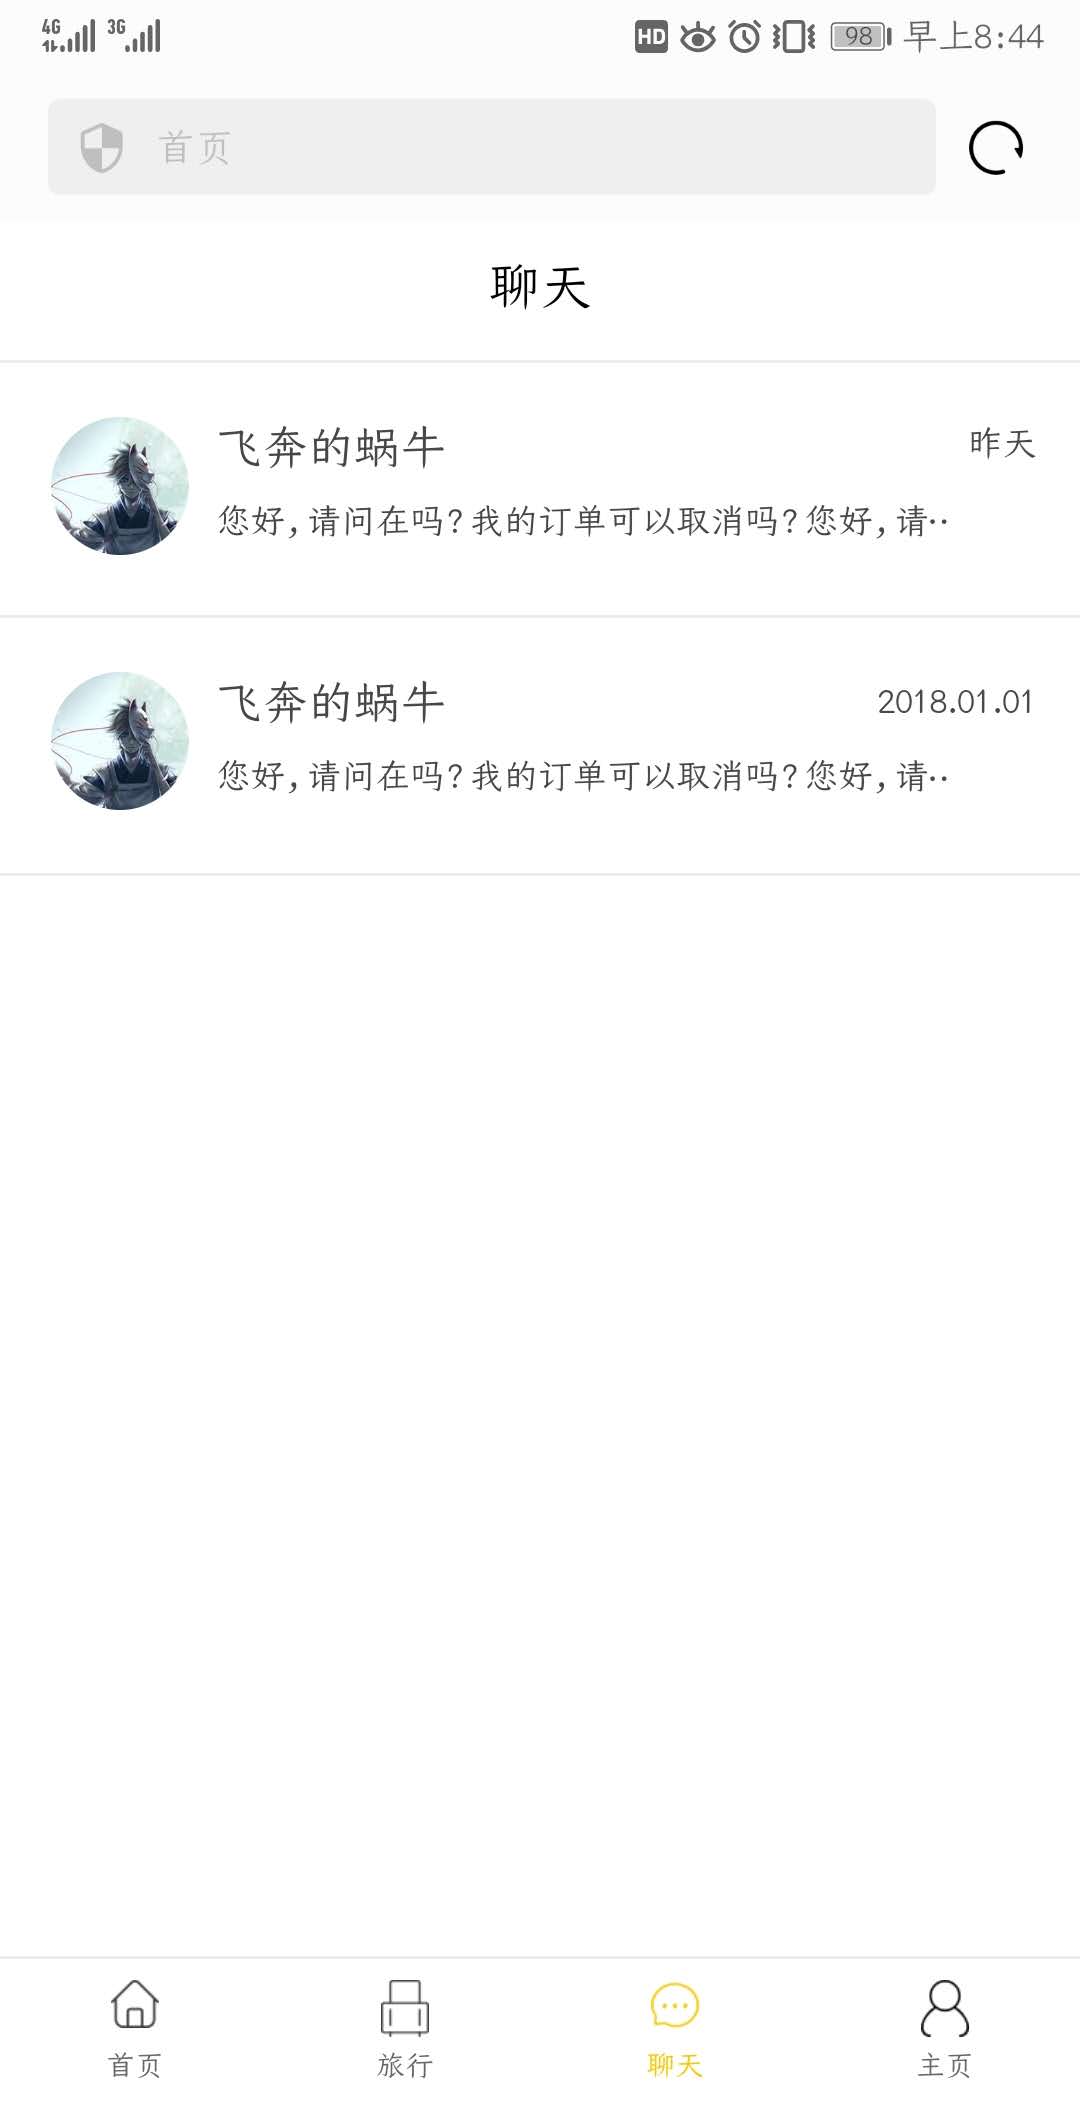 4G 3G HD 98 早上8:44
首页
聊天
飞奔的蜗牛 昨天
您好,请问在吗?我的订单可以取消吗?您好,请··
飞奔的蜗牛 2018.01.01
您好,请问在吗?我的订单可以取消吗?您好,请··
首页 旅行 聊天 主页